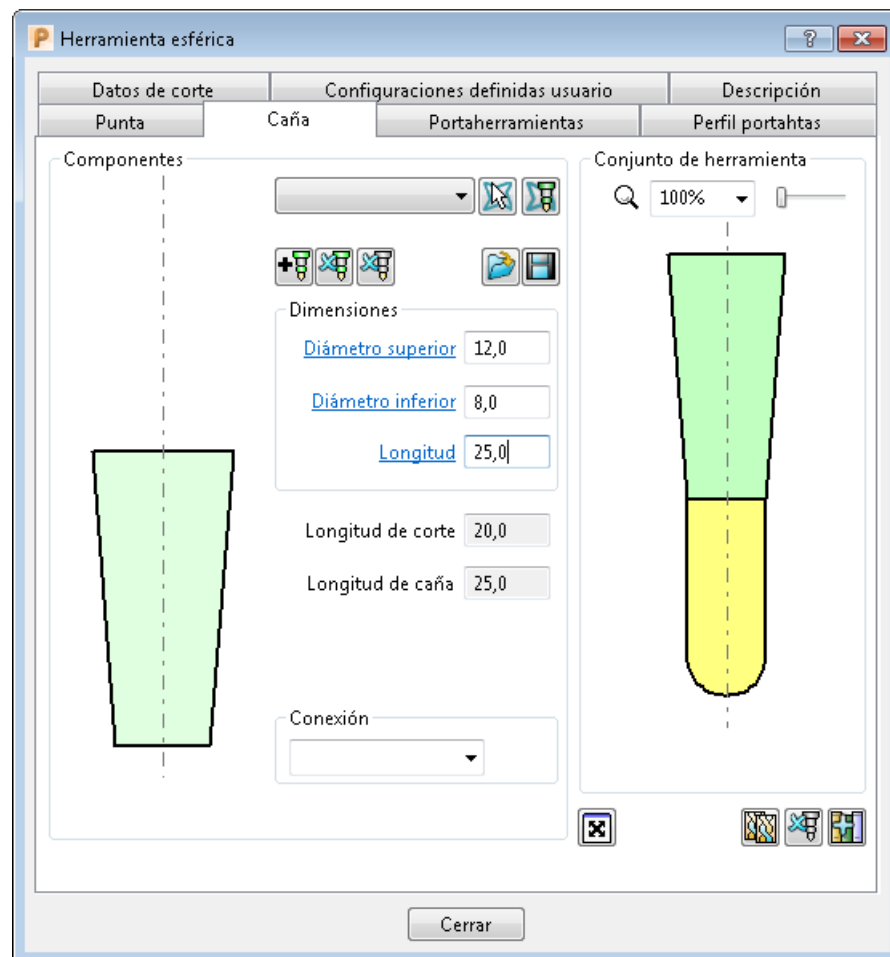 P Herramienta esférica ?
Datos de corte Configuraciones definidas usuario Descripción
Punta Caña Portaherramientas Perfil portahtas
Componentes Conjunto de herramienta
100%
Dimensiones
Diámetro superior 12,0
Diámetro inferior 8,0
Longitud 25,0
Longitud de corte 20,0
Longitud de caña 25,0
Conexión
Cerrar